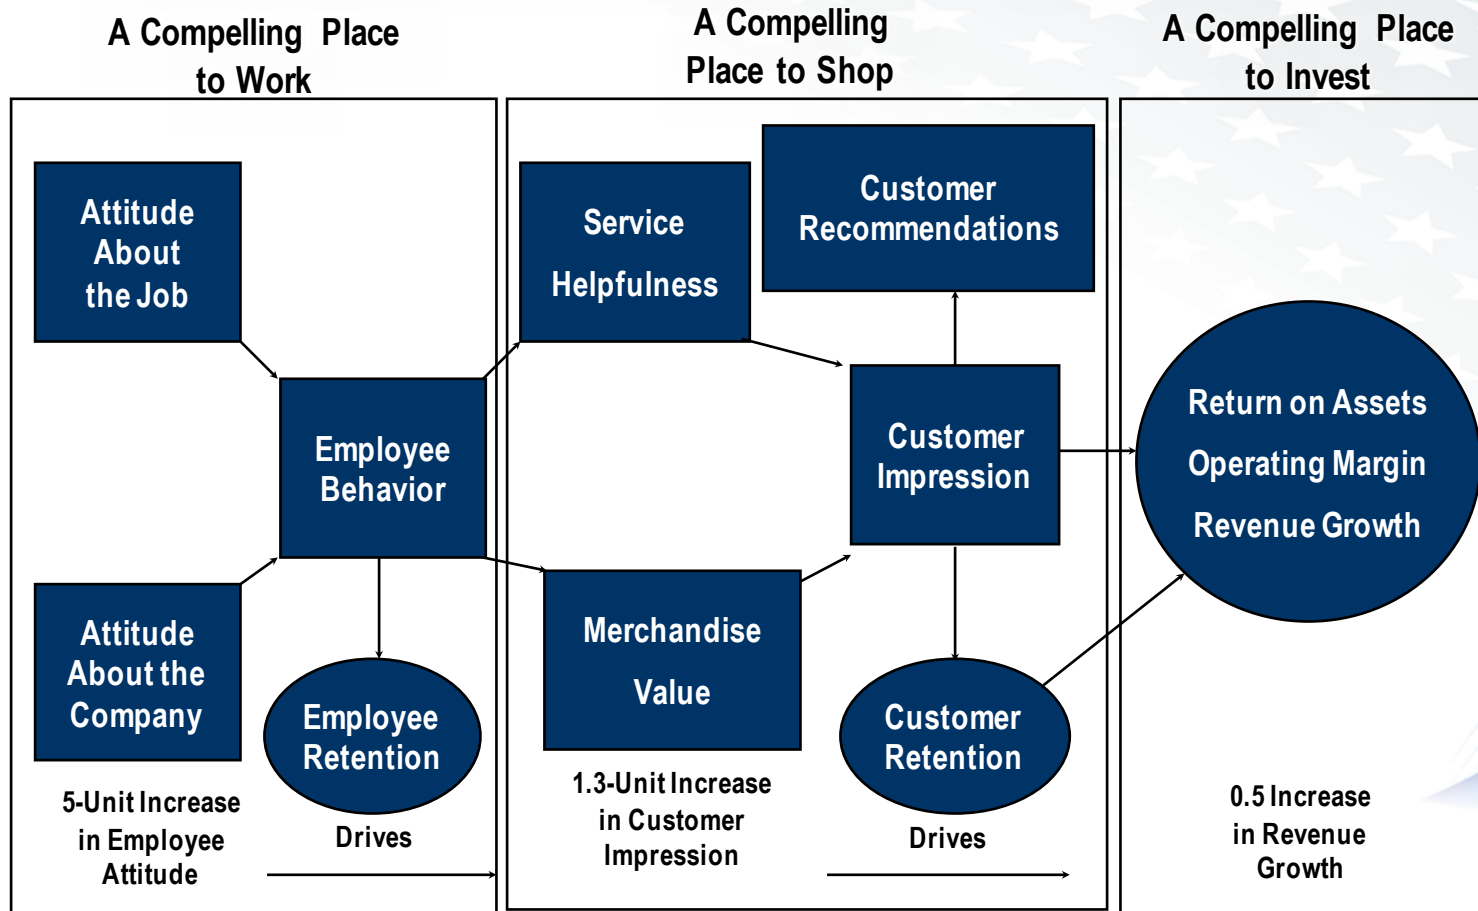 A Compelling Place
to Work
A Compelling
Place to Shop
A Compelling Place
to Invest
Attitude
About
the Job
Employee
Behavior
Attitude
About the
Company
Employee
Retention
5-Unit Increase
in Employee
Attitude
Drives
Service
Helpfulness
Customer
Recommendations
Customer
Impression
Merchandise
Value
Customer
Retention
1.3-Unit Increase
in Customer
Impression
Drives
Return on Assets
Operating Margin
Revenue Growth
0.5 Increase
in Revenue
Growth